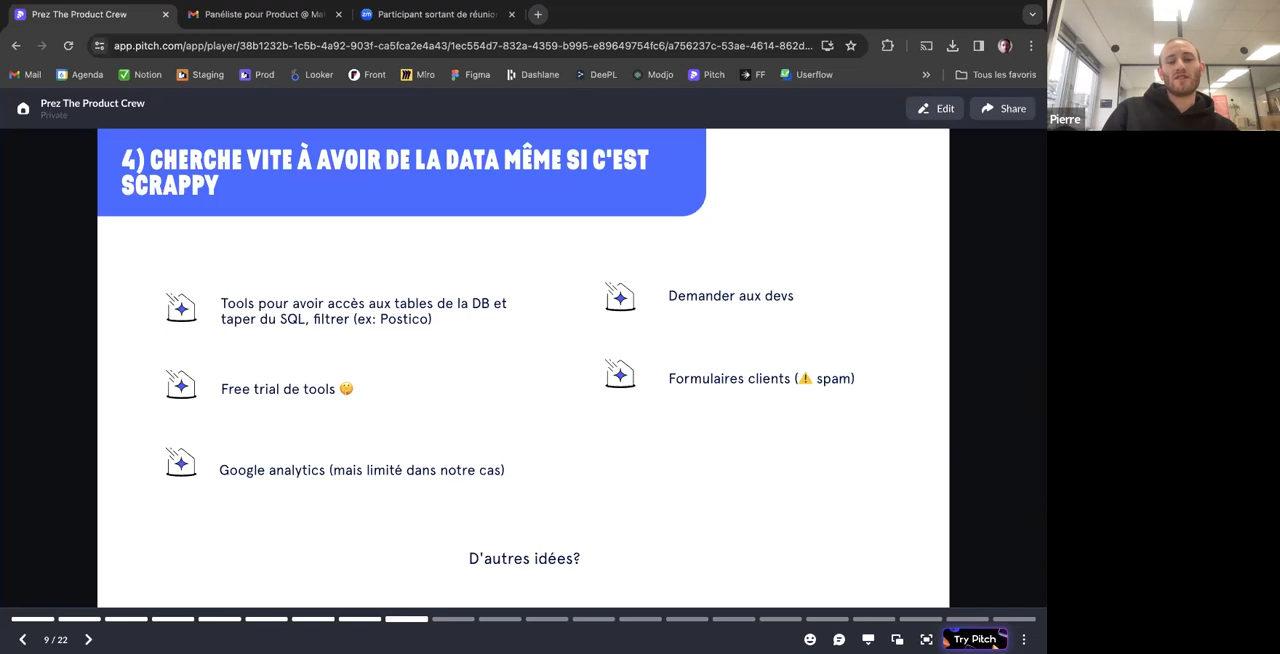 Prez The Product Crew
Panéliste pour Product @ Ma
Participant sortant de réunion
app.pitch.com/app/player/38b1232b-1c5b-4a92-903f-ca5fca2e4a43/1ec554d7-832a-4359-b995-e89649754fc6/a756237c-53ae-4614-862d...
Mail
Agenda
Notion
Staging
Prod
Looker
Front
Miro
Figma
Dashlane
DeePL
Modjo
Pitch
FF
Userflow
Tous les favoris
Prez The Product Crew
Private
Edit
Share
Pierre
4) CHERCHE VITE À AVOIR DE LA DATA MÊME SI C'EST
SCRAPPY
Tools pour avoir accès aux tables de la DB et
taper du SQL, filtrer (ex: Postico)
Free trial de tools 🤫
Google analytics (mais limité dans notre cas)
Demander aux devs
Formulaires clients (⚠️ spam)
D'autres idées?
9 / 22
Try Pitch